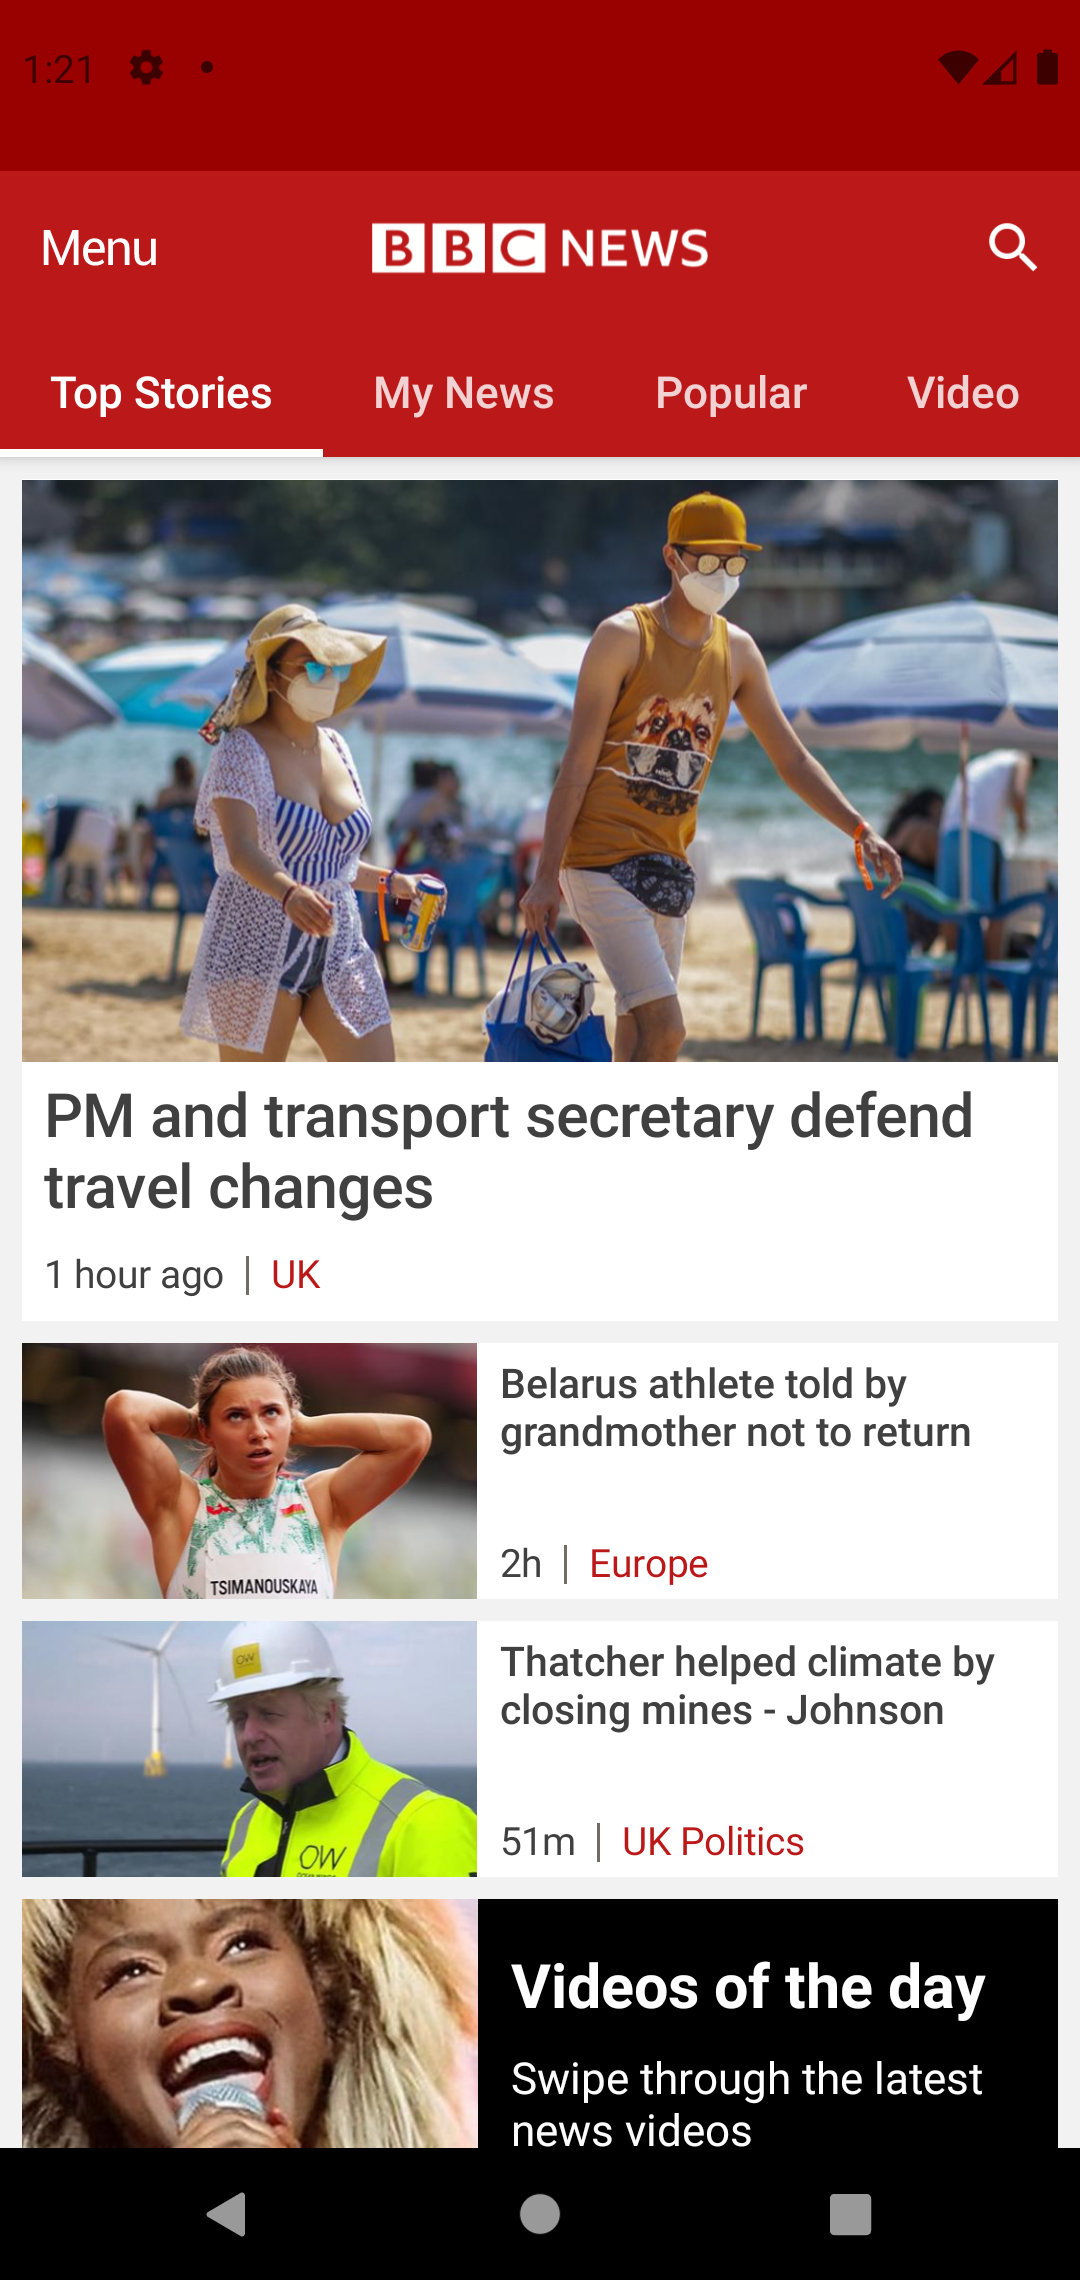 1:21
Menu
BBC NEWS
Top Stories
My News
Popular
Video
PM and transport secretary defend
travel changes
1 hour ago | UK
TSIMANOUSKAYA
Belarus athlete told by
grandmother not to return
2h | Europe
OW
OW
Thatcher helped climate by
closing mines - Johnson
51m | UK Politics
Videos of the day
Swipe through the latest
news videos